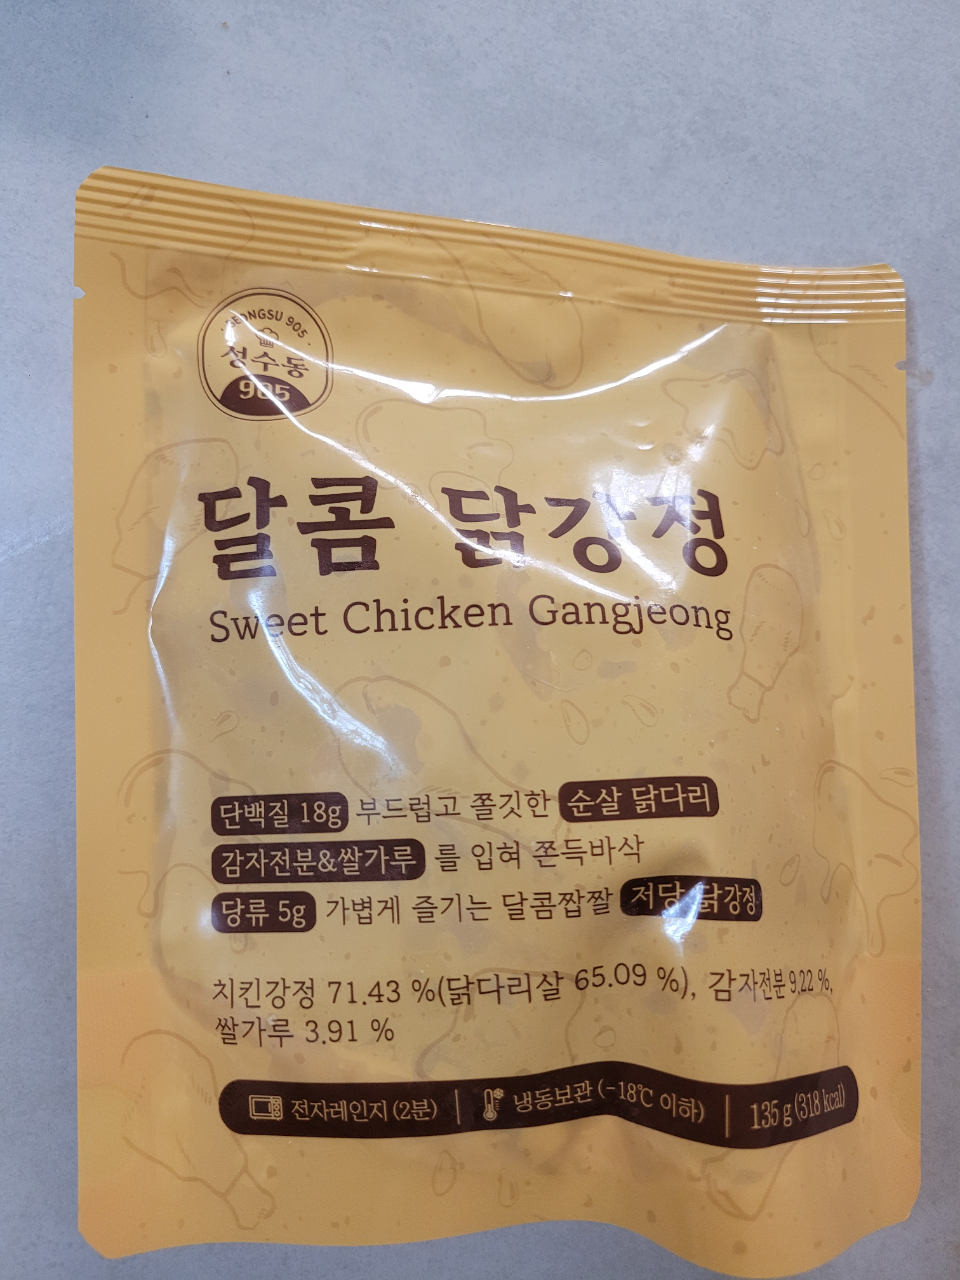 SEONGSU 905
성수동
905
달콤 닭강정
Sweet Chicken Gangjeong
단백질 18g 부드럽고 쫄깃한 순살 닭다리
감자전분&쌀가루 를 입혀 쫀득바삭
당류 5g 가볍게 즐기는 달콤짭짤 저당 닭강정
치킨강정 71.43 %(닭다리살 65.09 %), 감자전분 9.22 %,
쌀가루 3.91 %
전자레인지 (2분) | 냉동보관 (-18℃ 이하) | 135 g (318 kcal)